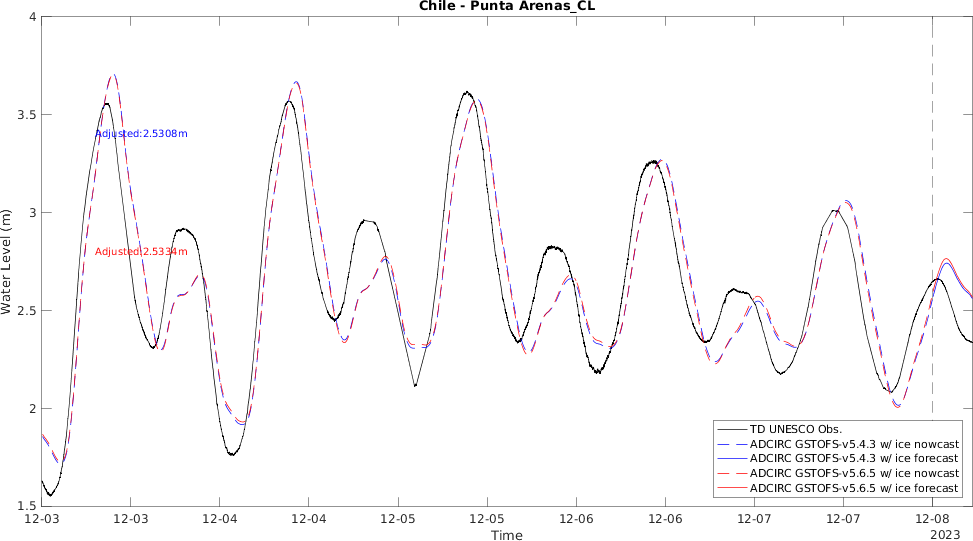 Chile - Punta Arenas_CL
4
3.5
3
2.5
2
1.5
Water Level (m)
Adjusted:2.5308m
Adjusted:2.5334m
TD UNESCO Obs.
ADCIRC GSTOFS-v5.4.3 w/ ice nowcast
ADCIRC GSTOFS-v5.4.3 w/ ice forecast
ADCIRC GSTOFS-v5.6.5 w/ ice nowcast
ADCIRC GSTOFS-v5.6.5 w/ ice forecast
12-03 12-03 12-04 12-04 12-05 12-05 12-06 12-06 12-07 12-07 12-08
Time
2023